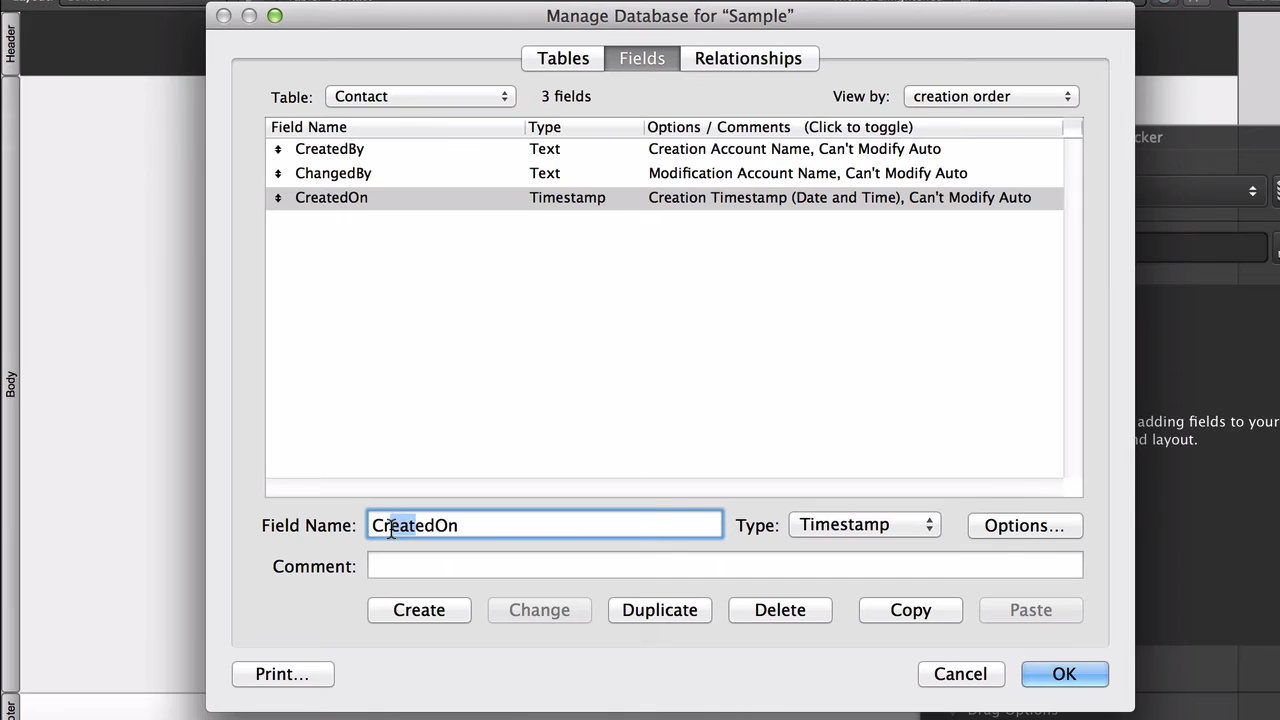 Header
Manage Database for “Sample”
Tables Fields Relationships
Table: Contact 3 fields View by: creation order
Field Name Type Options / Comments (Click to toggle)
CreatedBy Text Creation Account Name, Can't Modify Auto
ChangedBy Text Modification Account Name, Can't Modify Auto
CreatedOn Timestamp Creation Timestamp (Date and Time), Can't Modify Auto
Body
adding fields to your
layout.
Field Name: CreatedOn Type: Timestamp Options...
Comment:
Create Change Duplicate Delete Copy Paste
Print... Cancel OK
Drag Options